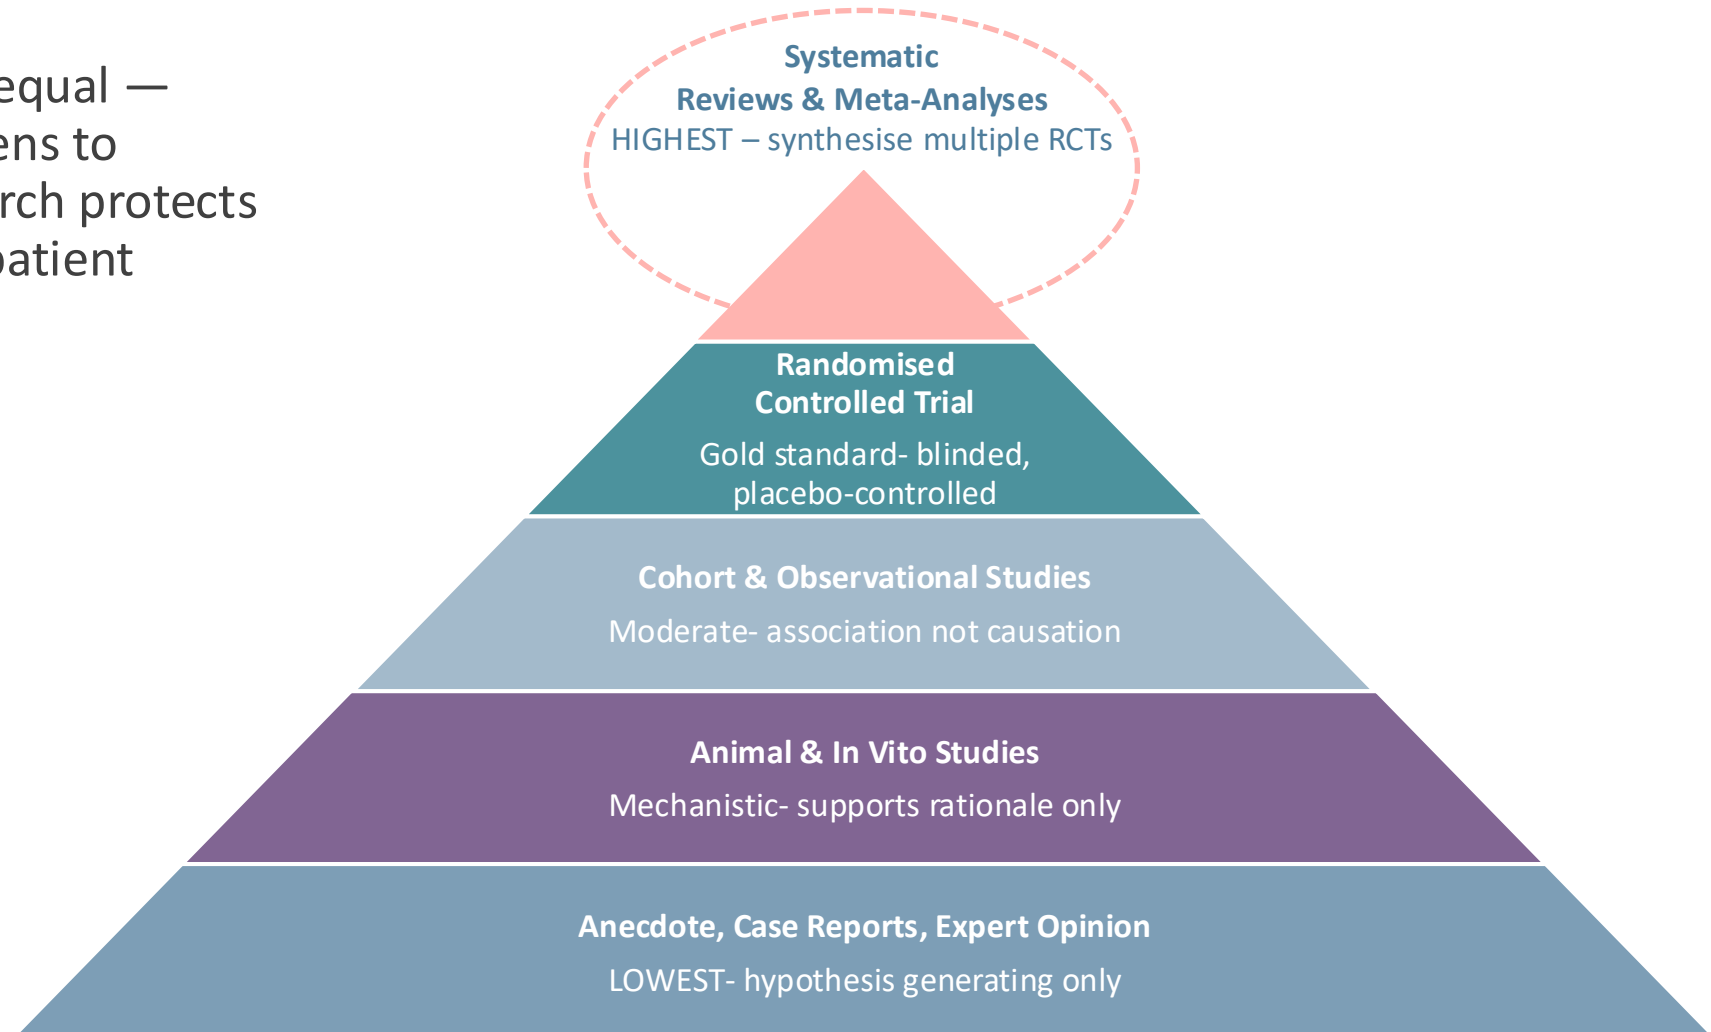 equal —
ens to
rch protects
patient
Systematic
Reviews & Meta-Analyses
HIGHEST – synthesise multiple RCTs
Randomised
Controlled Trial
Gold standard- blinded,
placebo-controlled
Cohort & Observational Studies
Moderate- association not causation
Animal & In Vito Studies
Mechanistic- supports rationale only
Anecdote, Case Reports, Expert Opinion
LOWEST- hypothesis generating only